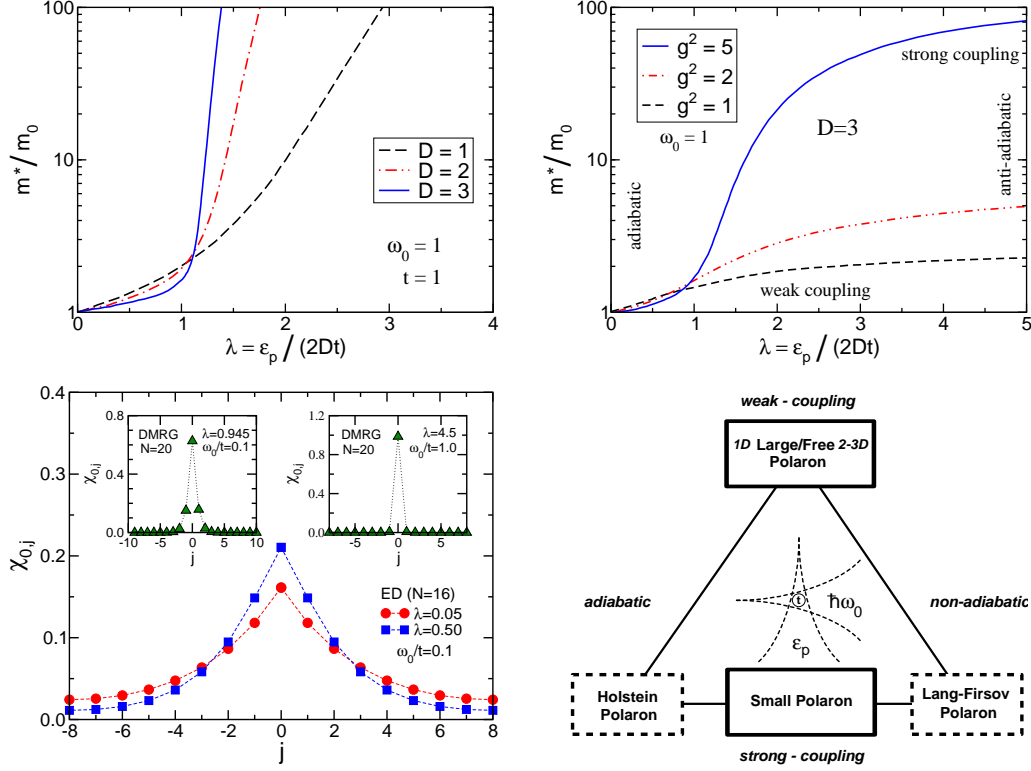 100
10
1
m*/m₀
D = 1
D = 2
D = 3
ω₀ = 1
t = 1
0 1 2 3 4
λ = εₚ / (2Dt)
100
10
1
m*/m₀
g² = 5
g² = 2
g² = 1
ω₀ = 1
strong coupling
D=3
adiabatic
anti-adiabatic
weak coupling
0 1 2 3 4 5
λ = εₚ / (2Dt)
0.4
0.3
0.2
0.1
0.0
χ₀,ⱼ
0.8
0.4
0.0
χ₀,ⱼ
DMRG
N=20
λ=0.945
ω₀/t=0.1
-10 -5 0 5 10
j
1.2
0.8
0.4
0.0
χ₀,ⱼ
DMRG
N=20
λ=4.5
ω₀/t=1.0
-5 0 5
j
ED (N=16)
λ=0.05
λ=0.50
ω₀/t=0.1
-8 -6 -4 -2 0 2 4 6 8
j
weak - coupling
1D Large/Free 2-3D
Polaron
adiabatic
non-adiabatic
t
ħω₀
εₚ
Holstein
Polaron
Small Polaron
Lang-Firsov
Polaron
strong - coupling